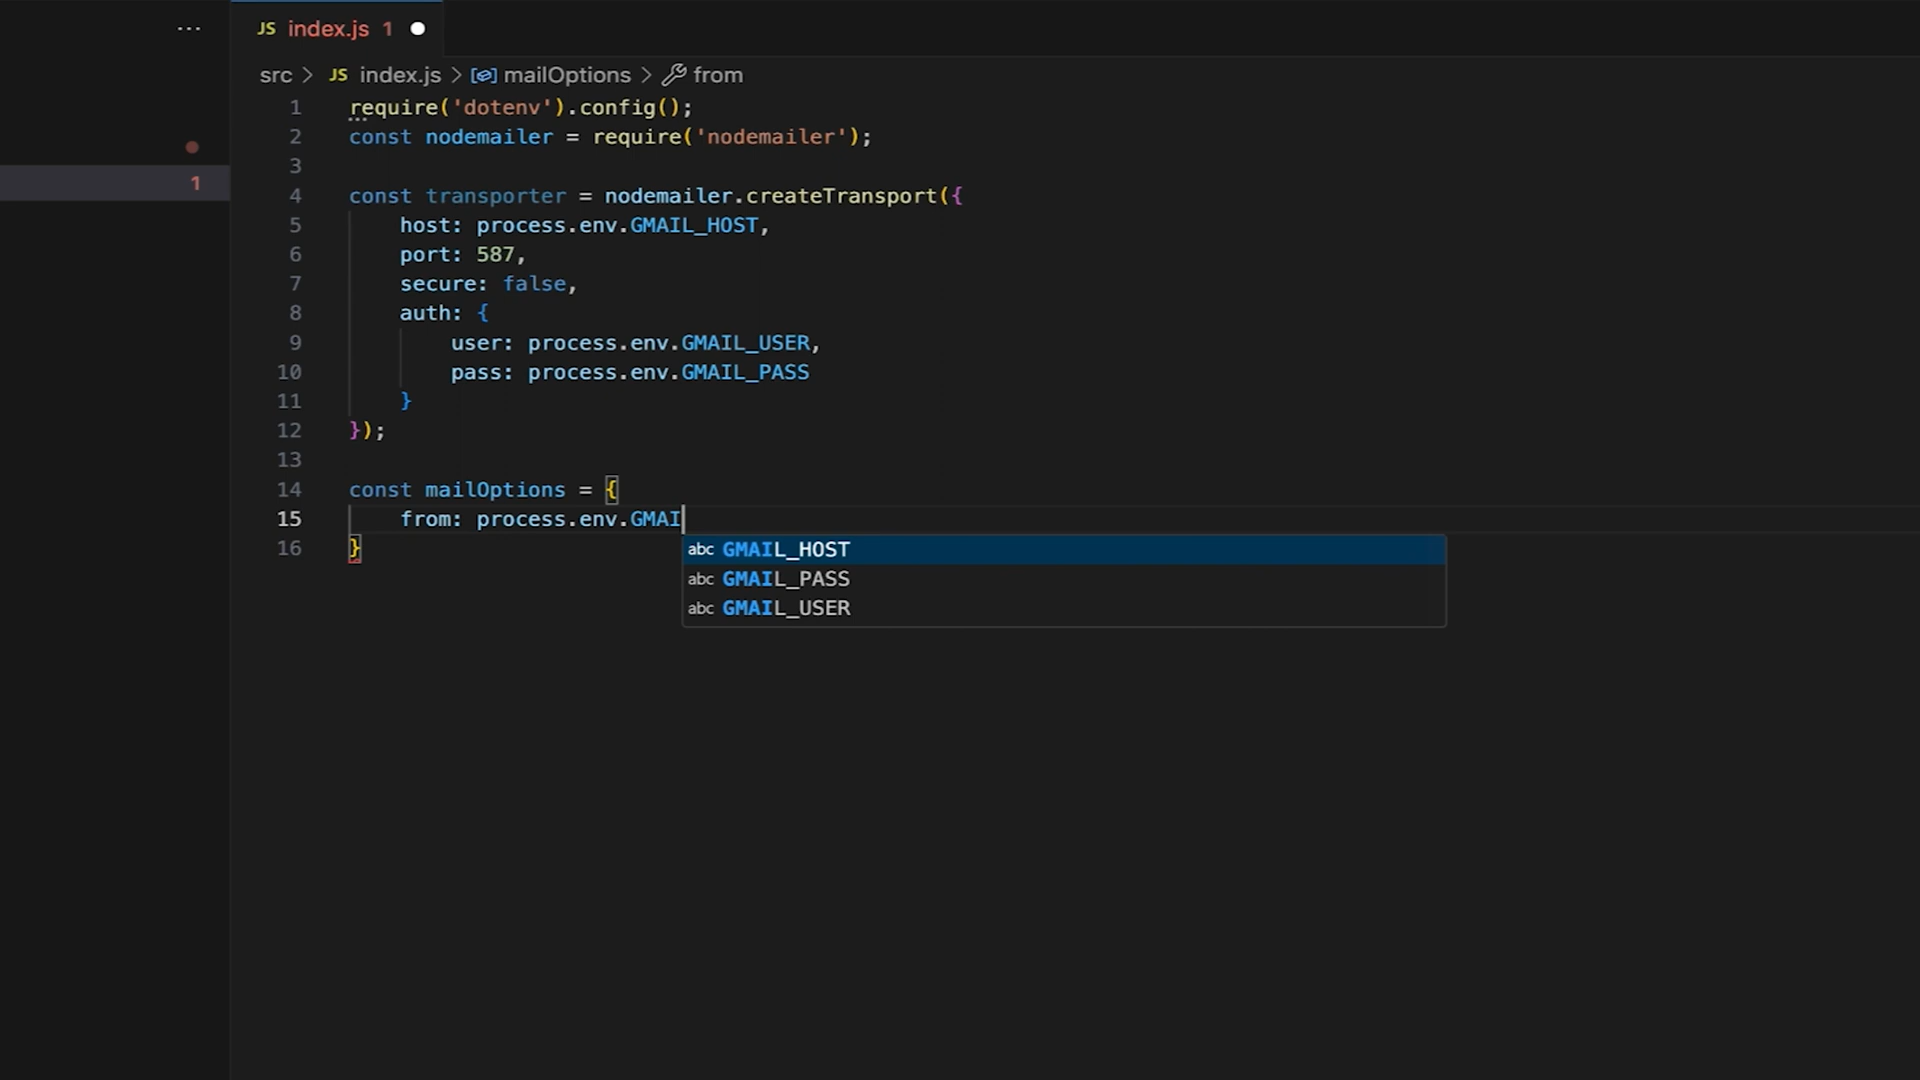 ... JS index.js 1
src > JS index.js > mailOptions > from
1 require('dotenv').config();
2 const nodemailer = require('nodemailer');
3
1
4 const transporter = nodemailer.createTransport({
5 host: process.env.GMAIL_HOST,
6 port: 587,
7 secure: false,
8 auth: {
9 user: process.env.GMAIL_USER,
10 pass: process.env.GMAIL_PASS
11 }
12 });
13
14 const mailOptions = {
15 from: process.env.GMAI
16 }
abc GMAIL_HOST
abc GMAIL_PASS
abc GMAIL_USER